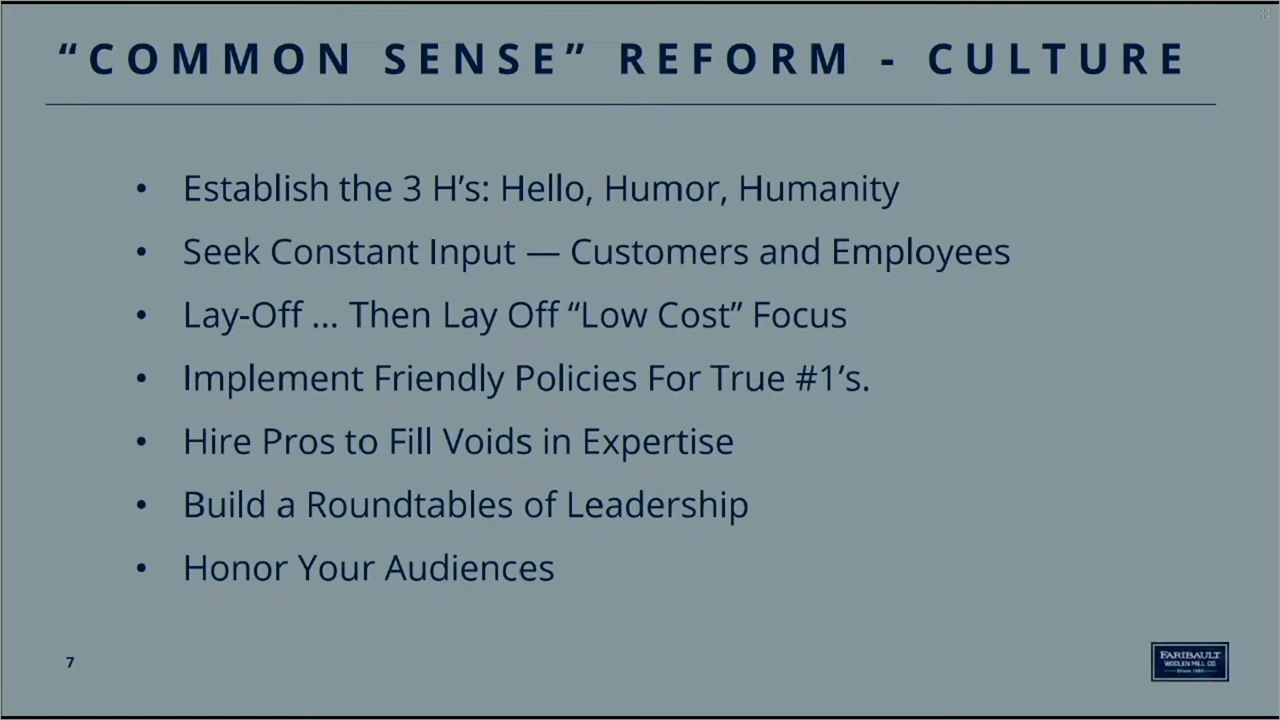 “COMMON SENSE” REFORM - CULTURE
• Establish the 3 H’s: Hello, Humor, Humanity
• Seek Constant Input — Customers and Employees
• Lay-Off ... Then Lay Off “Low Cost” Focus
• Implement Friendly Policies For True #1’s.
• Hire Pros to Fill Voids in Expertise
• Build a Roundtables of Leadership
• Honor Your Audiences
7
FARIBAULT
WOOLEN MILL CO